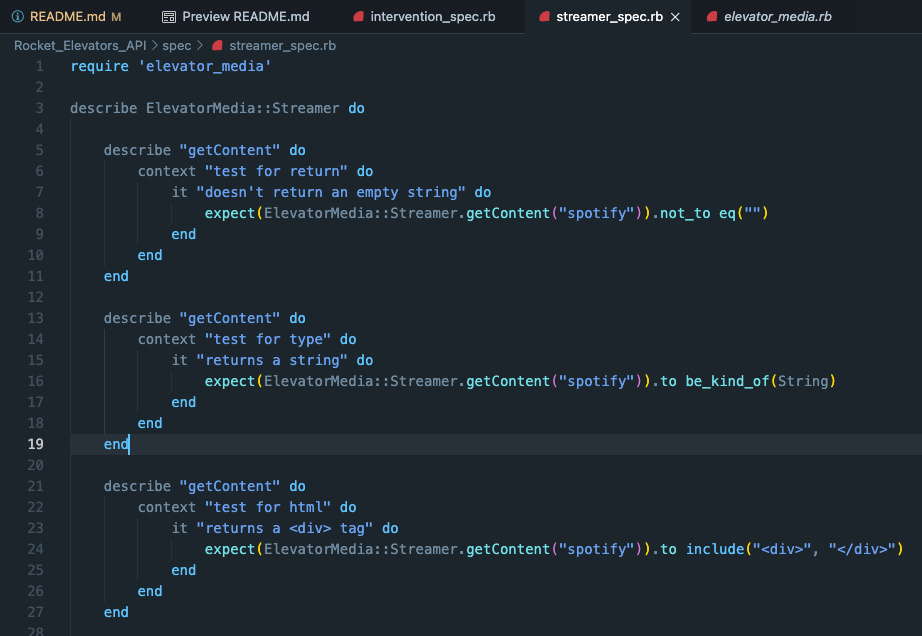 README.md M Preview README.md intervention_spec.rb streamer_spec.rb elevator_media.rb
Rocket_Elevators_API > spec > streamer_spec.rb
1 require 'elevator_media'
2
3 describe ElevatorMedia::Streamer do
4
5 describe "getContent" do
6 context "test for return" do
7 it "doesn't return an empty string" do
8 expect(ElevatorMedia::Streamer.getContent("spotify")).not_to eq("")
9 end
10 end
11 end
12
13 describe "getContent" do
14 context "test for type" do
15 it "returns a string" do
16 expect(ElevatorMedia::Streamer.getContent("spotify")).to be_kind_of(String)
17 end
18 end
19 end
20
21 describe "getContent" do
22 context "test for html" do
23 it "returns a <div> tag" do
24 expect(ElevatorMedia::Streamer.getContent("spotify")).to include("<div>", "</div>")
25 end
26 end
27 end
28